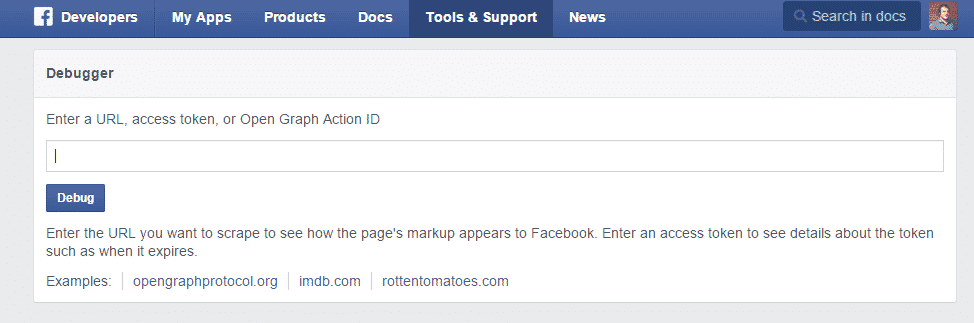 Developers My Apps Products Docs Tools & Support News Search in docs
Debugger
Enter a URL, access token, or Open Graph Action ID
Debug
Enter the URL you want to scrape to see how the page's markup appears to Facebook. Enter an access token to see details about the token
such as when it expires.
Examples: opengraphprotocol.org imdb.com rottentomatoes.com